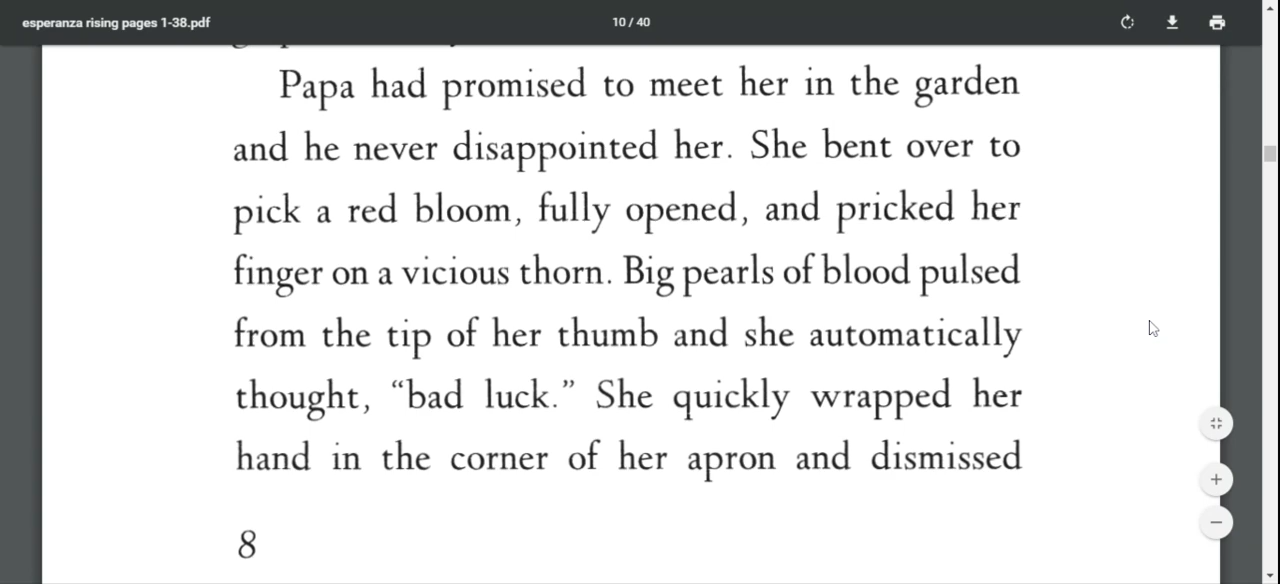 esperanza rising pages 1-38.pdf
10 / 40
Papa had promised to meet her in the garden
and he never disappointed her. She bent over to
pick a red bloom, fully opened, and pricked her
finger on a vicious thorn. Big pearls of blood pulsed
from the tip of her thumb and she automatically
thought, “bad luck.” She quickly wrapped her
hand in the corner of her apron and dismissed
8